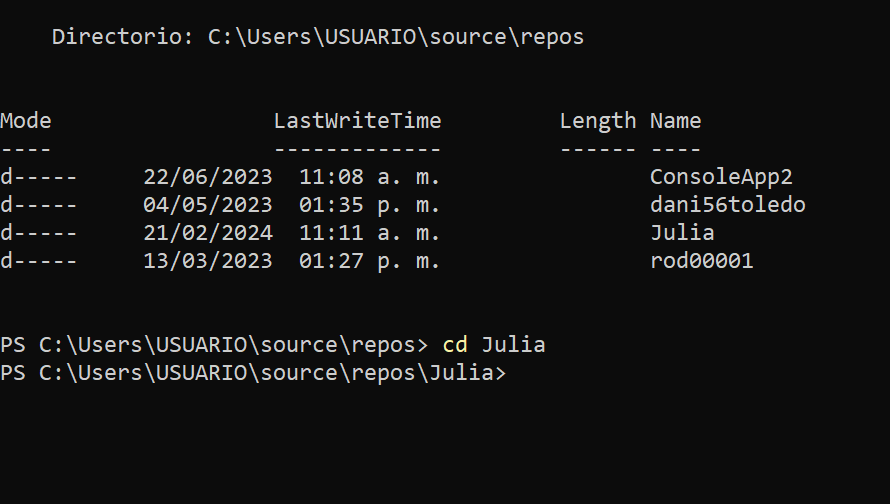 Directorio: C:\Users\USUARIO\source\repos
Mode LastWriteTime Length Name
---- ------------- ------ ----
d----- 22/06/2023 11:08 a. m. ConsoleApp2
d----- 04/05/2023 01:35 p. m. dani56toledo
d----- 21/02/2024 11:11 a. m. Julia
d----- 13/03/2023 01:27 p. m. rod00001
PS C:\Users\USUARIO\source\repos> cd Julia
PS C:\Users\USUARIO\source\repos\Julia>